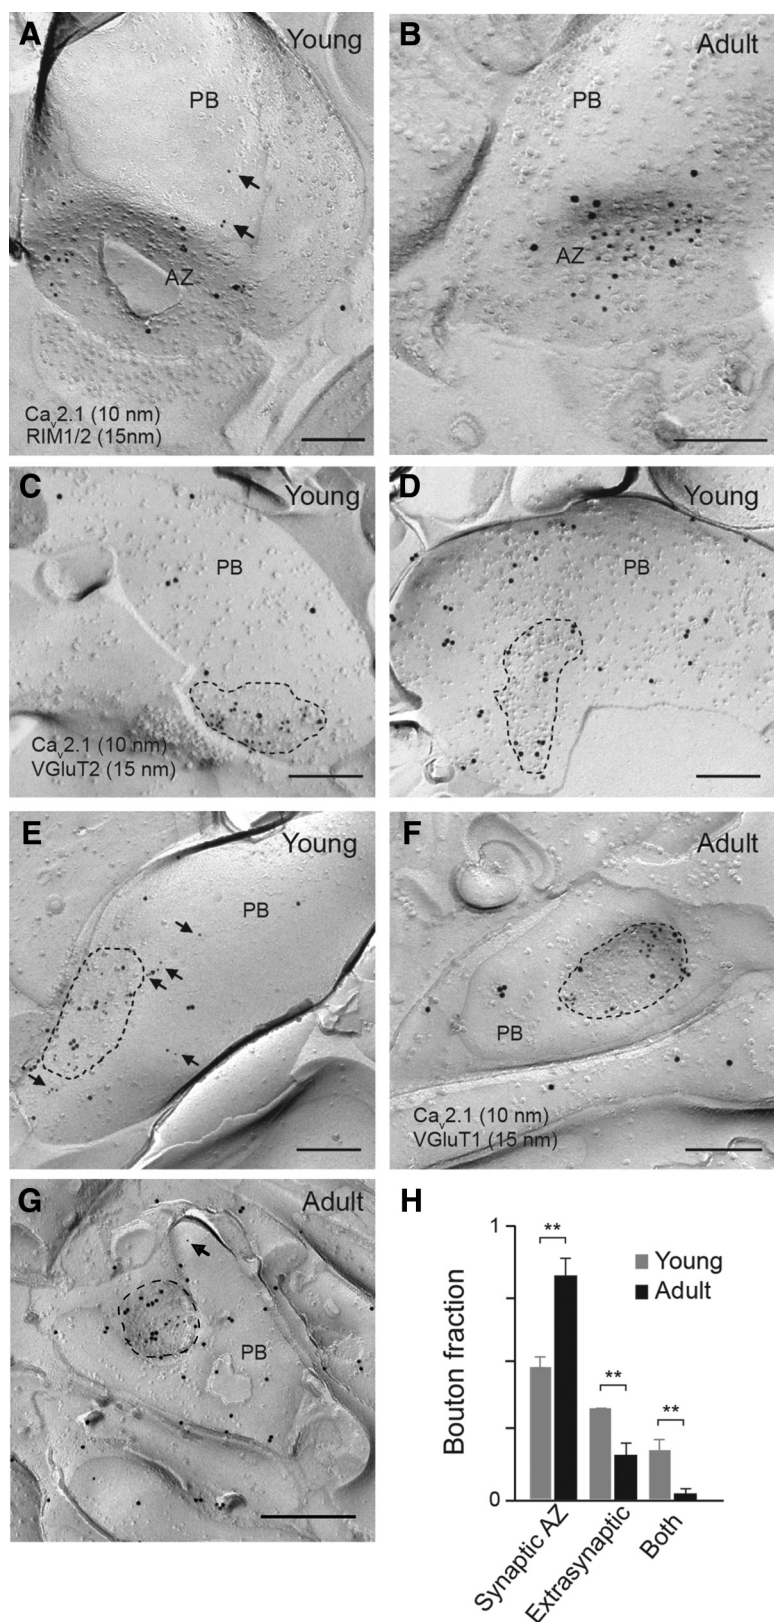 A
Young
PB
AZ
Cav2.1 (10 nm)
RIM1/2 (15nm)
B
Adult
PB
AZ
C
Young
PB
Cav2.1 (10 nm)
VGluT2 (15 nm)
D
Young
PB
E
Young
PB
F
Adult
PB
Cav2.1 (10 nm)
VGluT1 (15 nm)
G
Adult
PB
H
1
**
Young
Adult
**
**
Bouton fraction
0
Synaptic AZ
Extrasynaptic
Both